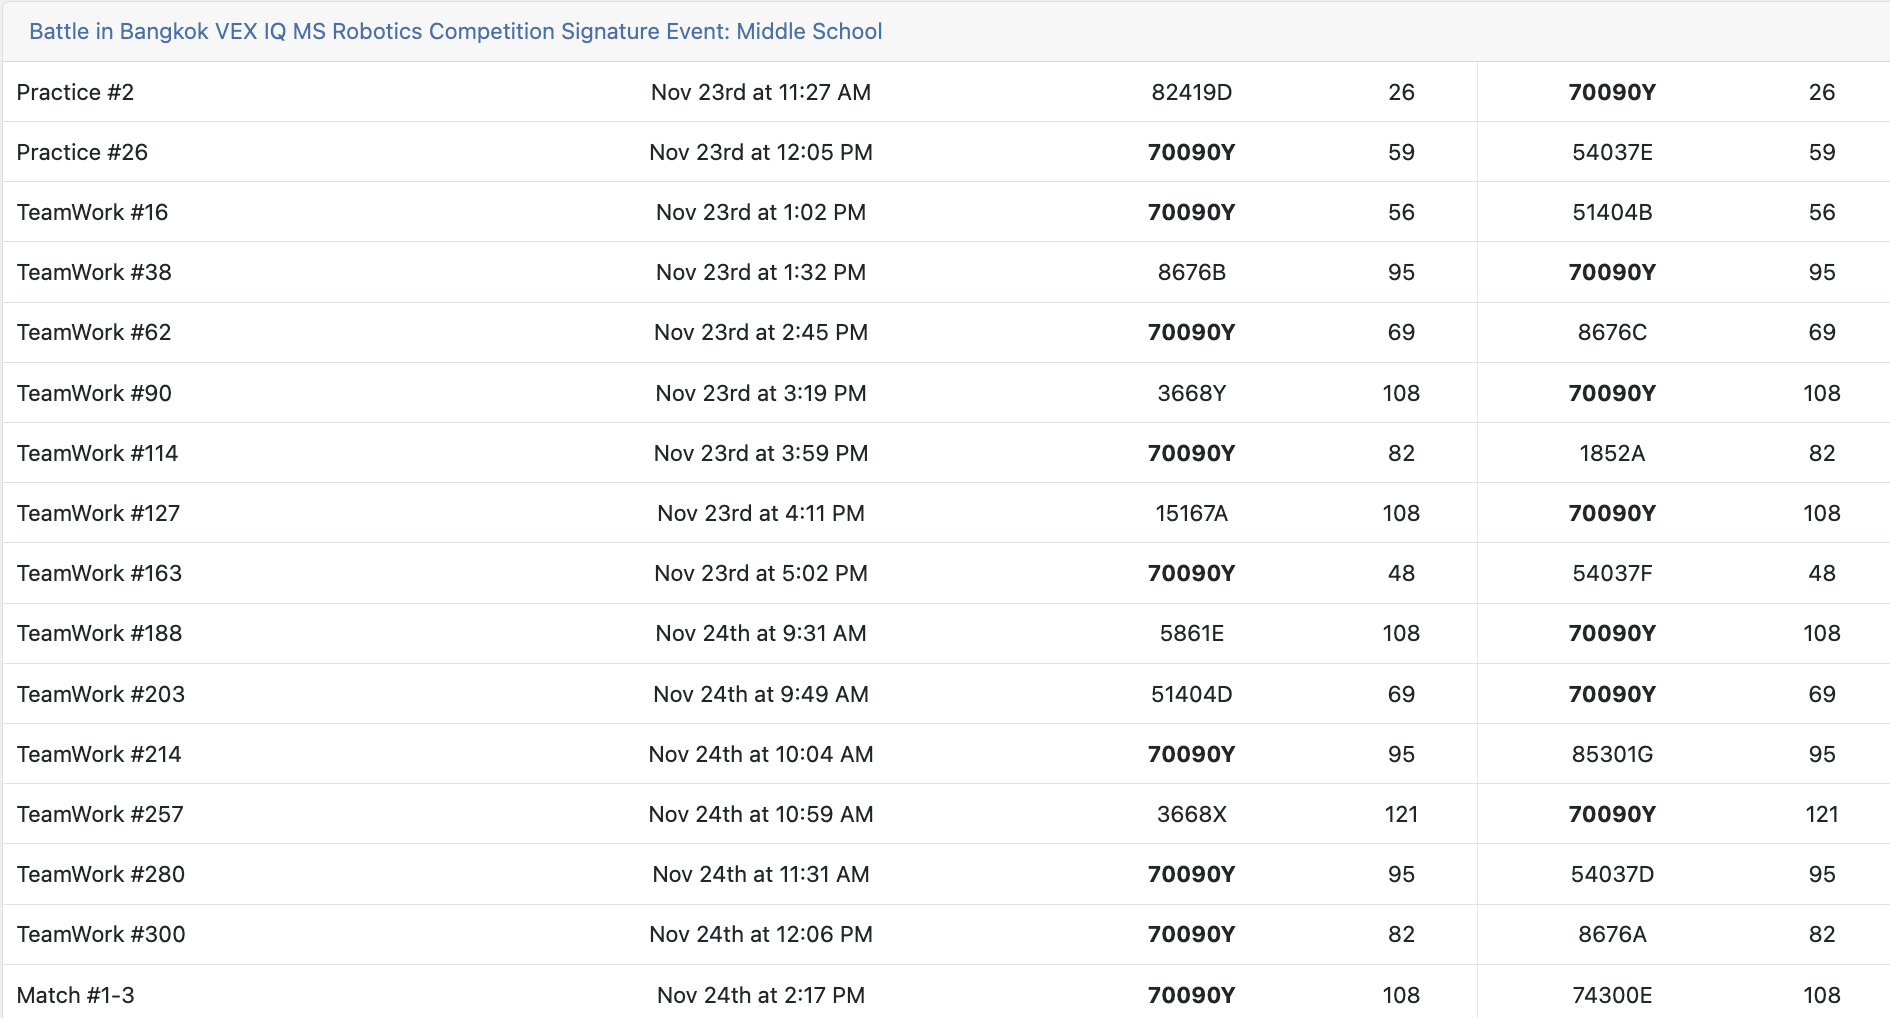 Battle in Bangkok VEX IQ MS Robotics Competition Signature Event: Middle School
Practice #2 Nov 23rd at 11:27 AM 82419D 26 70090Y 26
Practice #26 Nov 23rd at 12:05 PM 70090Y 59 54037E 59
TeamWork #16 Nov 23rd at 1:02 PM 70090Y 56 51404B 56
TeamWork #38 Nov 23rd at 1:32 PM 8676B 95 70090Y 95
TeamWork #62 Nov 23rd at 2:45 PM 70090Y 69 8676C 69
TeamWork #90 Nov 23rd at 3:19 PM 3668Y 108 70090Y 108
TeamWork #114 Nov 23rd at 3:59 PM 70090Y 82 1852A 82
TeamWork #127 Nov 23rd at 4:11 PM 15167A 108 70090Y 108
TeamWork #163 Nov 23rd at 5:02 PM 70090Y 48 54037F 48
TeamWork #188 Nov 24th at 9:31 AM 5861E 108 70090Y 108
TeamWork #203 Nov 24th at 9:49 AM 51404D 69 70090Y 69
TeamWork #214 Nov 24th at 10:04 AM 70090Y 95 85301G 95
TeamWork #257 Nov 24th at 10:59 AM 3668X 121 70090Y 121
TeamWork #280 Nov 24th at 11:31 AM 70090Y 95 54037D 95
TeamWork #300 Nov 24th at 12:06 PM 70090Y 82 8676A 82
Match #1-3 Nov 24th at 2:17 PM 70090Y 108 74300E 108